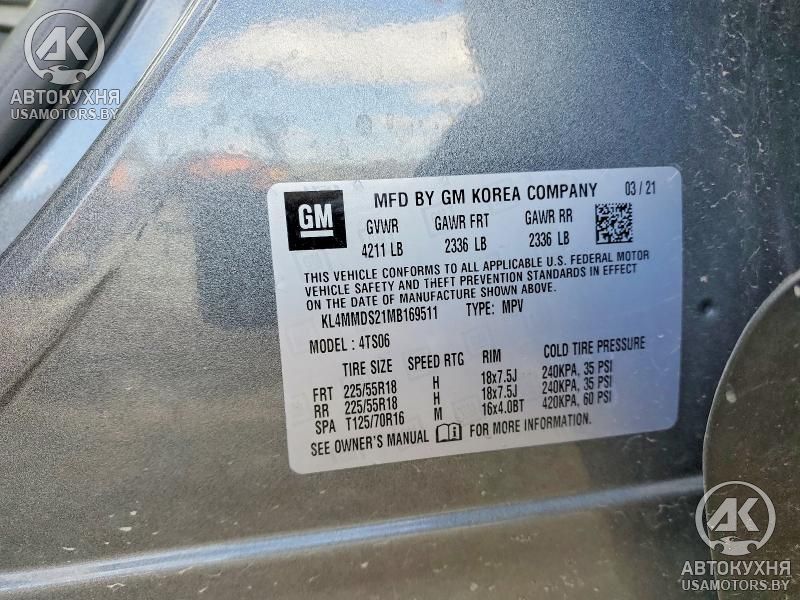 AK
АВТОКУХНЯ
USAMOTORS.BY
GM
MFD BY GM KOREA COMPANY 03 / 21
GVWR GAWR FRT GAWR RR
4211 LB 2336 LB 2336 LB
THIS VEHICLE CONFORMS TO ALL APPLICABLE U.S. FEDERAL MOTOR
VEHICLE SAFETY AND THEFT PREVENTION STANDARDS IN EFFECT
ON THE DATE OF MANUFACTURE SHOWN ABOVE.
KL4MMDS21MB169511 TYPE: MPV
MODEL : 4TS06
TIRE SIZE SPEED RTG RIM COLD TIRE PRESSURE
FRT 225/55R18 H 18x7.5J 240KPA, 35 PSI
RR 225/55R18 H 18x7.5J 240KPA, 35 PSI
SPA T125/70R16 M 16x4.0BT 420KPA, 60 PSI
SEE OWNER'S MANUAL FOR MORE INFORMATION.
AK
АВТОКУХНЯ
USAMOTORS.BY